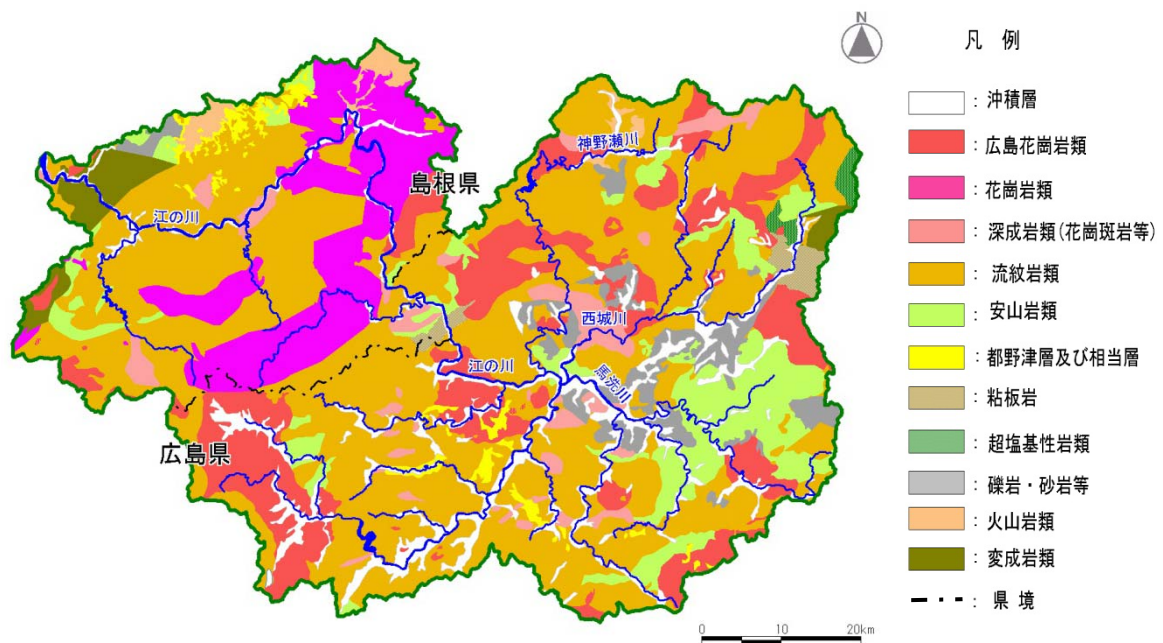 N
凡 例
: 沖積層
: 広島花崗岩類
: 花崗岩類
: 深成岩類(花崗斑岩等)
: 流紋岩類
: 安山岩類
: 都野津層及び相当層
: 粘板岩
: 超塩基性岩類
: 礫岩・砂岩等
: 火山岩類
: 変成岩類
: 県 境
神野瀬川
島根県
江の川
西城川
江の川
馬洗川
広島県
0 10 20km